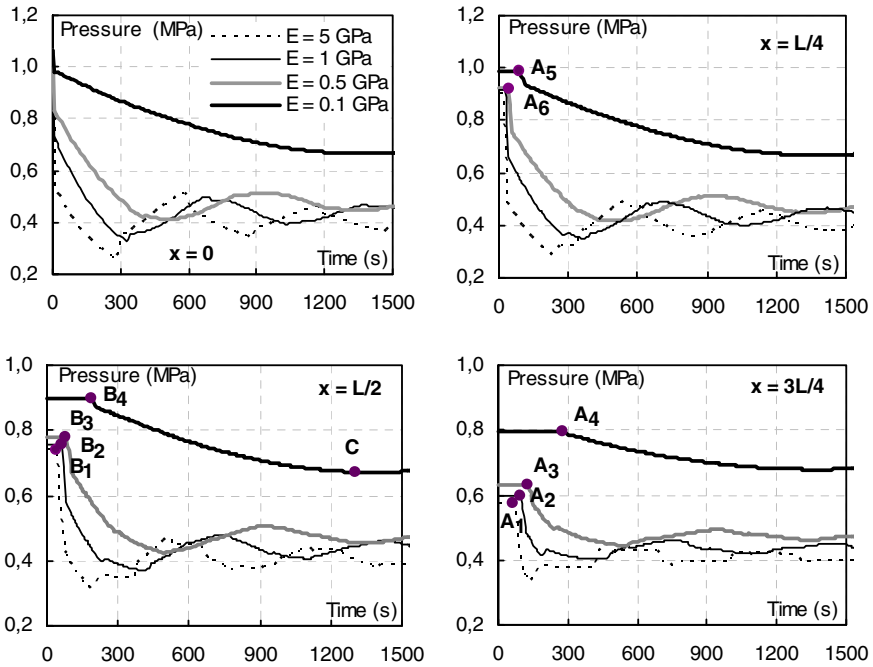 Pressure (MPa)
1,2
1,0
0,8
0,6
0,4
0,2
E = 5 GPa
E = 1 GPa
E = 0.5 GPa
E = 0.1 GPa
x = 0
Time (s)
0 300 600 900 1200 1500
Pressure (MPa)
1,2
1,0
0,8
0,6
0,4
0,2
x = L/4
A5
A6
Time (s)
0 300 600 900 1200 1500
Pressure (MPa)
1,0
0,8
0,6
0,4
0,2
x = L/2
B4
B3
B2
B1
C
Time (s)
0 300 600 900 1200 1500
Pressure (MPa)
1,0
0,8
0,6
0,4
0,2
x = 3L/4
A4
A3
A2
A1
Time (s)
0 300 600 900 1200 1500